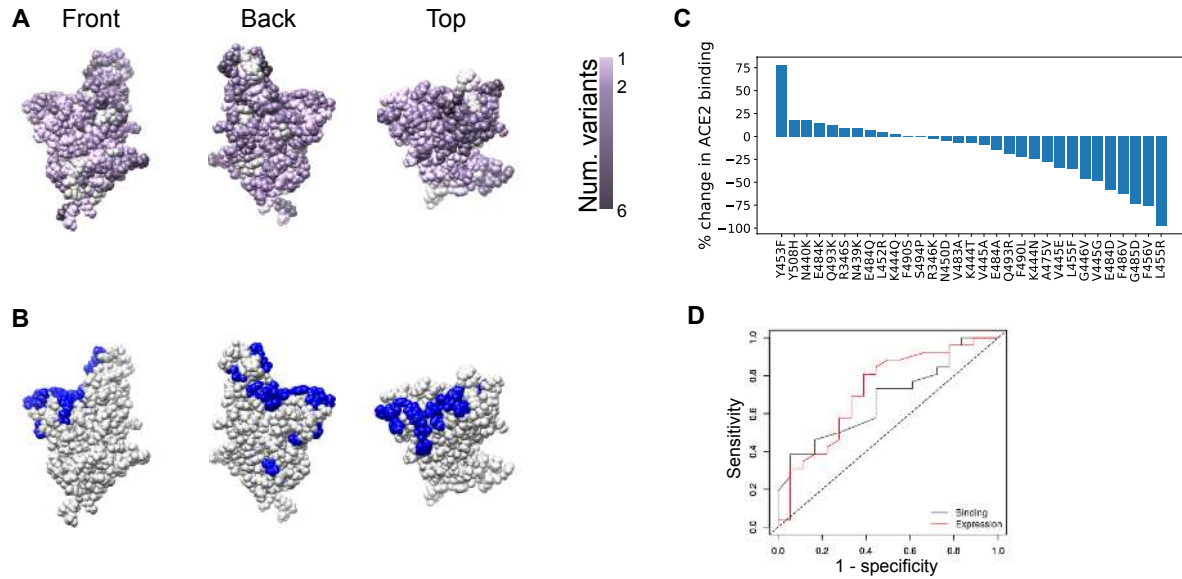 A
Front
Back
Top
Num. variants
1
2
6
B
C
% change in ACE2 binding
75
50
25
0
−25
−50
−75
−100
Y453F
Y508H
N440K
E484K
Q493K
R346S
N439K
E484Q
L452R
K444Q
F490S
S494P
R346K
N450D
V483A
K444T
V445A
E484A
Q493R
F490L
K444N
A475V
V445E
L455F
G446V
V445G
E484D
F486V
G485D
F456V
L455R
D
Sensitivity
1.0
0.8
0.6
0.4
0.2
0.0
Binding
Expression
0.0 0.2 0.4 0.6 0.8 1.0
1 - specificity